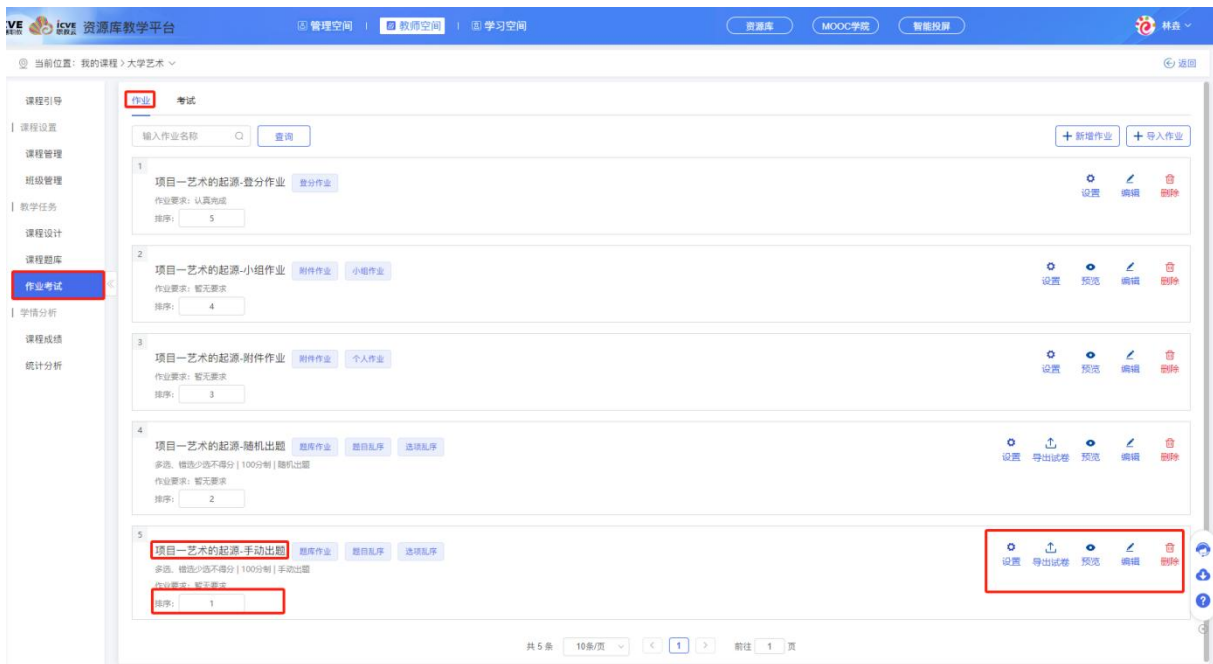 VE icve 资源库教学平台 管理空间 教师空间 学习空间 资源库 MOOC学院 智能投屏 林垚
当前位置：我的课程 > 大学艺术 返回
课程引导
课程设置
课程管理
班级管理
教学任务
课程设计
课程题库
作业考试
学情分析
课程成绩
统计分析
作业 考试
输入作业名称 查询 + 新增作业 + 导入作业
1
项目一艺术的起源-登分作业 登分作业 设置 编辑 删除
作业要求：认真完成
排序： 5
2
项目一艺术的起源-小组作业 附件作业 小组作业 设置 预览 编辑 删除
作业要求：暂无要求
排序： 4
3
项目一艺术的起源-附件作业 附件作业 个人作业 设置 预览 编辑 删除
作业要求：暂无要求
排序： 3
4
项目一艺术的起源-随机出题 题库作业 题目乱序 选项乱序 设置 导出试卷 预览 编辑 删除
多选、错选少选不得分 | 100分制 | 随机出题
作业要求：暂无要求
排序： 2
5
项目一艺术的起源-手动出题 题库作业 题目乱序 选项乱序 设置 导出试卷 预览 编辑 删除
多选、错选少选不得分 | 100分制 | 手动出题
作业要求：暂无要求
排序： 1
共 5 条 10条/页 < 1 > 前往 1 页